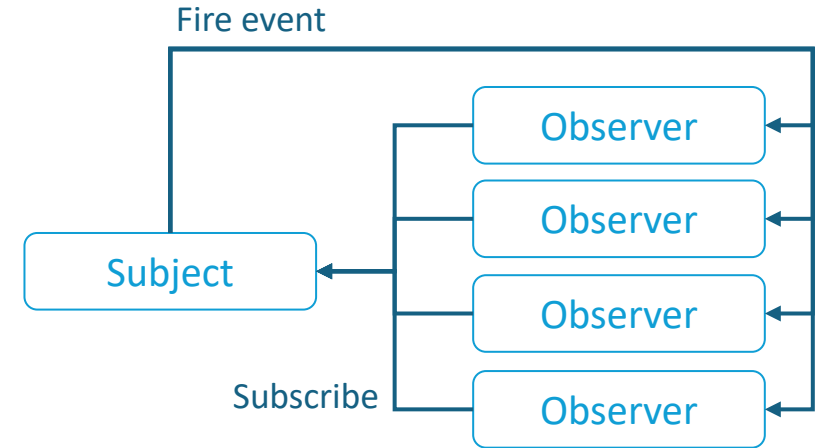 Fire event
Observer
Observer
Subject
Observer
Subscribe
Observer